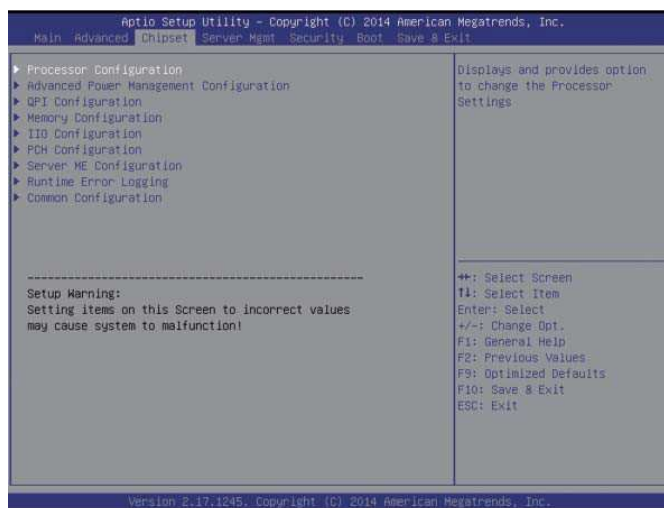 Aptio Setup Utility – Copyright (C) 2014 American Megatrends, Inc.
Main Advanced Chipset Server Mgmt Security Boot Save & Exit
Processor Configuration
Advanced Power Management Configuration
QPI Configuration
Memory Configuration
IIO Configuration
PCH Configuration
Server ME Configuration
Runtime Error Logging
Common Configuration
Setup Warning:
Setting items on this Screen to incorrect values
may cause system to malfunction!
Displays and provides option
to change the Processor
Settings
→←: Select Screen
↑↓: Select Item
Enter: Select
+/-: Change Opt.
F1: General Help
F2: Previous Values
F9: Optimized Defaults
F10: Save & Exit
ESC: Exit
Version 2.17.1245. Copyright (C) 2014 American Megatrends, Inc.